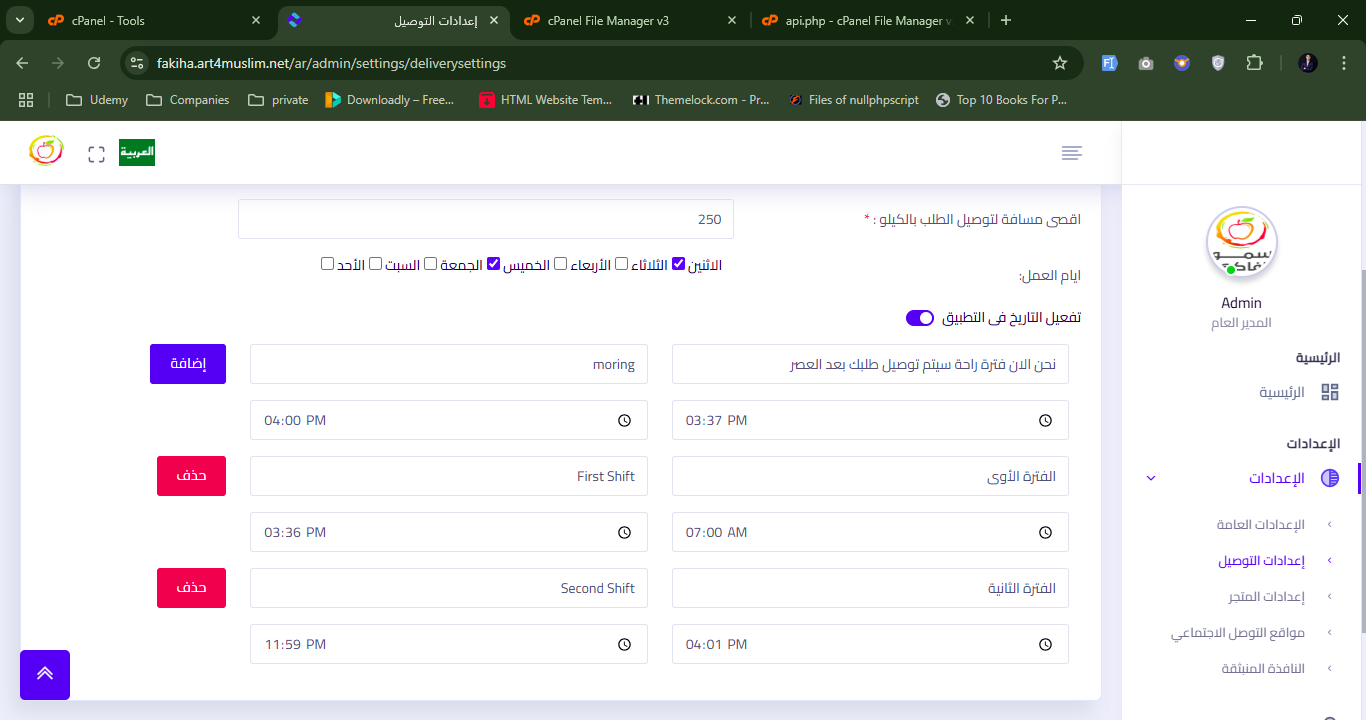 cPanel - Tools
إعدادات التوصيل
cPanel File Manager v3
api.php - cPanel File Manager v
fakiha.art4muslim.net/ar/admin/settings/deliverysettings
Udemy
Companies
private
Downloadly – Free...
HTML Website Tem...
Themelock.com - Pr...
Files of nullphpscript
Top 10 Books For P...
العربية
اقصى مسافة لتوصيل الطلب بالكيلو : *
250
ايام العمل:
الاثنين الثلاثاء الأربعاء الخميس الجمعة السبت الأحد
تفعيل التاريخ فى التطبيق
نحن الان فترة راحة سيتم توصيل طلبك بعد العصر
moring
إضافة
03:37 PM
04:00 PM
الفترة الأوى
First Shift
حذف
07:00 AM
03:36 PM
الفترة الثانية
Second Shift
حذف
04:01 PM
11:59 PM
Admin
المدير العام
الرئيسية
الرئيسية
الإعدادات
الإعدادات
الإعدادات العامة
إعدادات التوصيل
إعدادات المتجر
مواقع التوصل الاجتماعي
النافذة المنبثقة